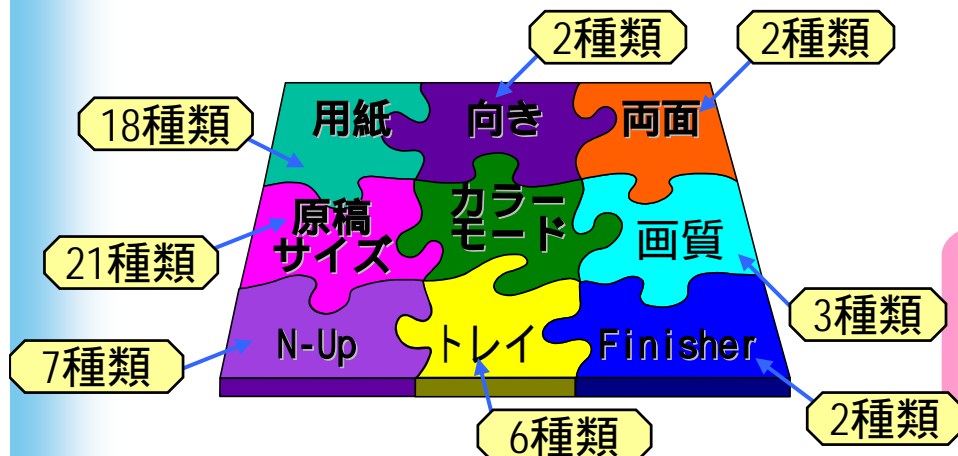 2種類
2種類
18種類
用紙
向き
両面
原稿
サイズ
カラー
モード
画質
21種類
3種類
N-Up
トレイ
Finisher
7種類
6種類
2種類